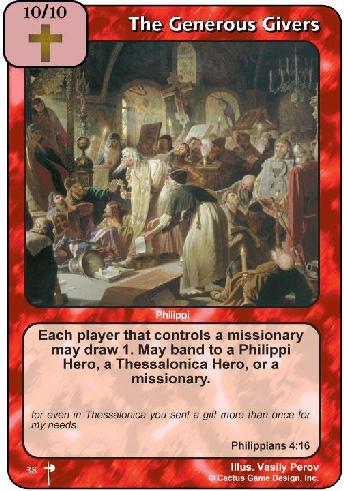 10/10
The Generous Givers
Philippi
Each player that controls a missionary
may draw 1. May band to a Philippi
Hero, a Thessalonica Hero, or a
missionary.
for even in Thessalonica you sent a gift more than once for
my needs.
Philippians 4:16
38
Illus. Vasily Perov
© Cactus Game Design, Inc.